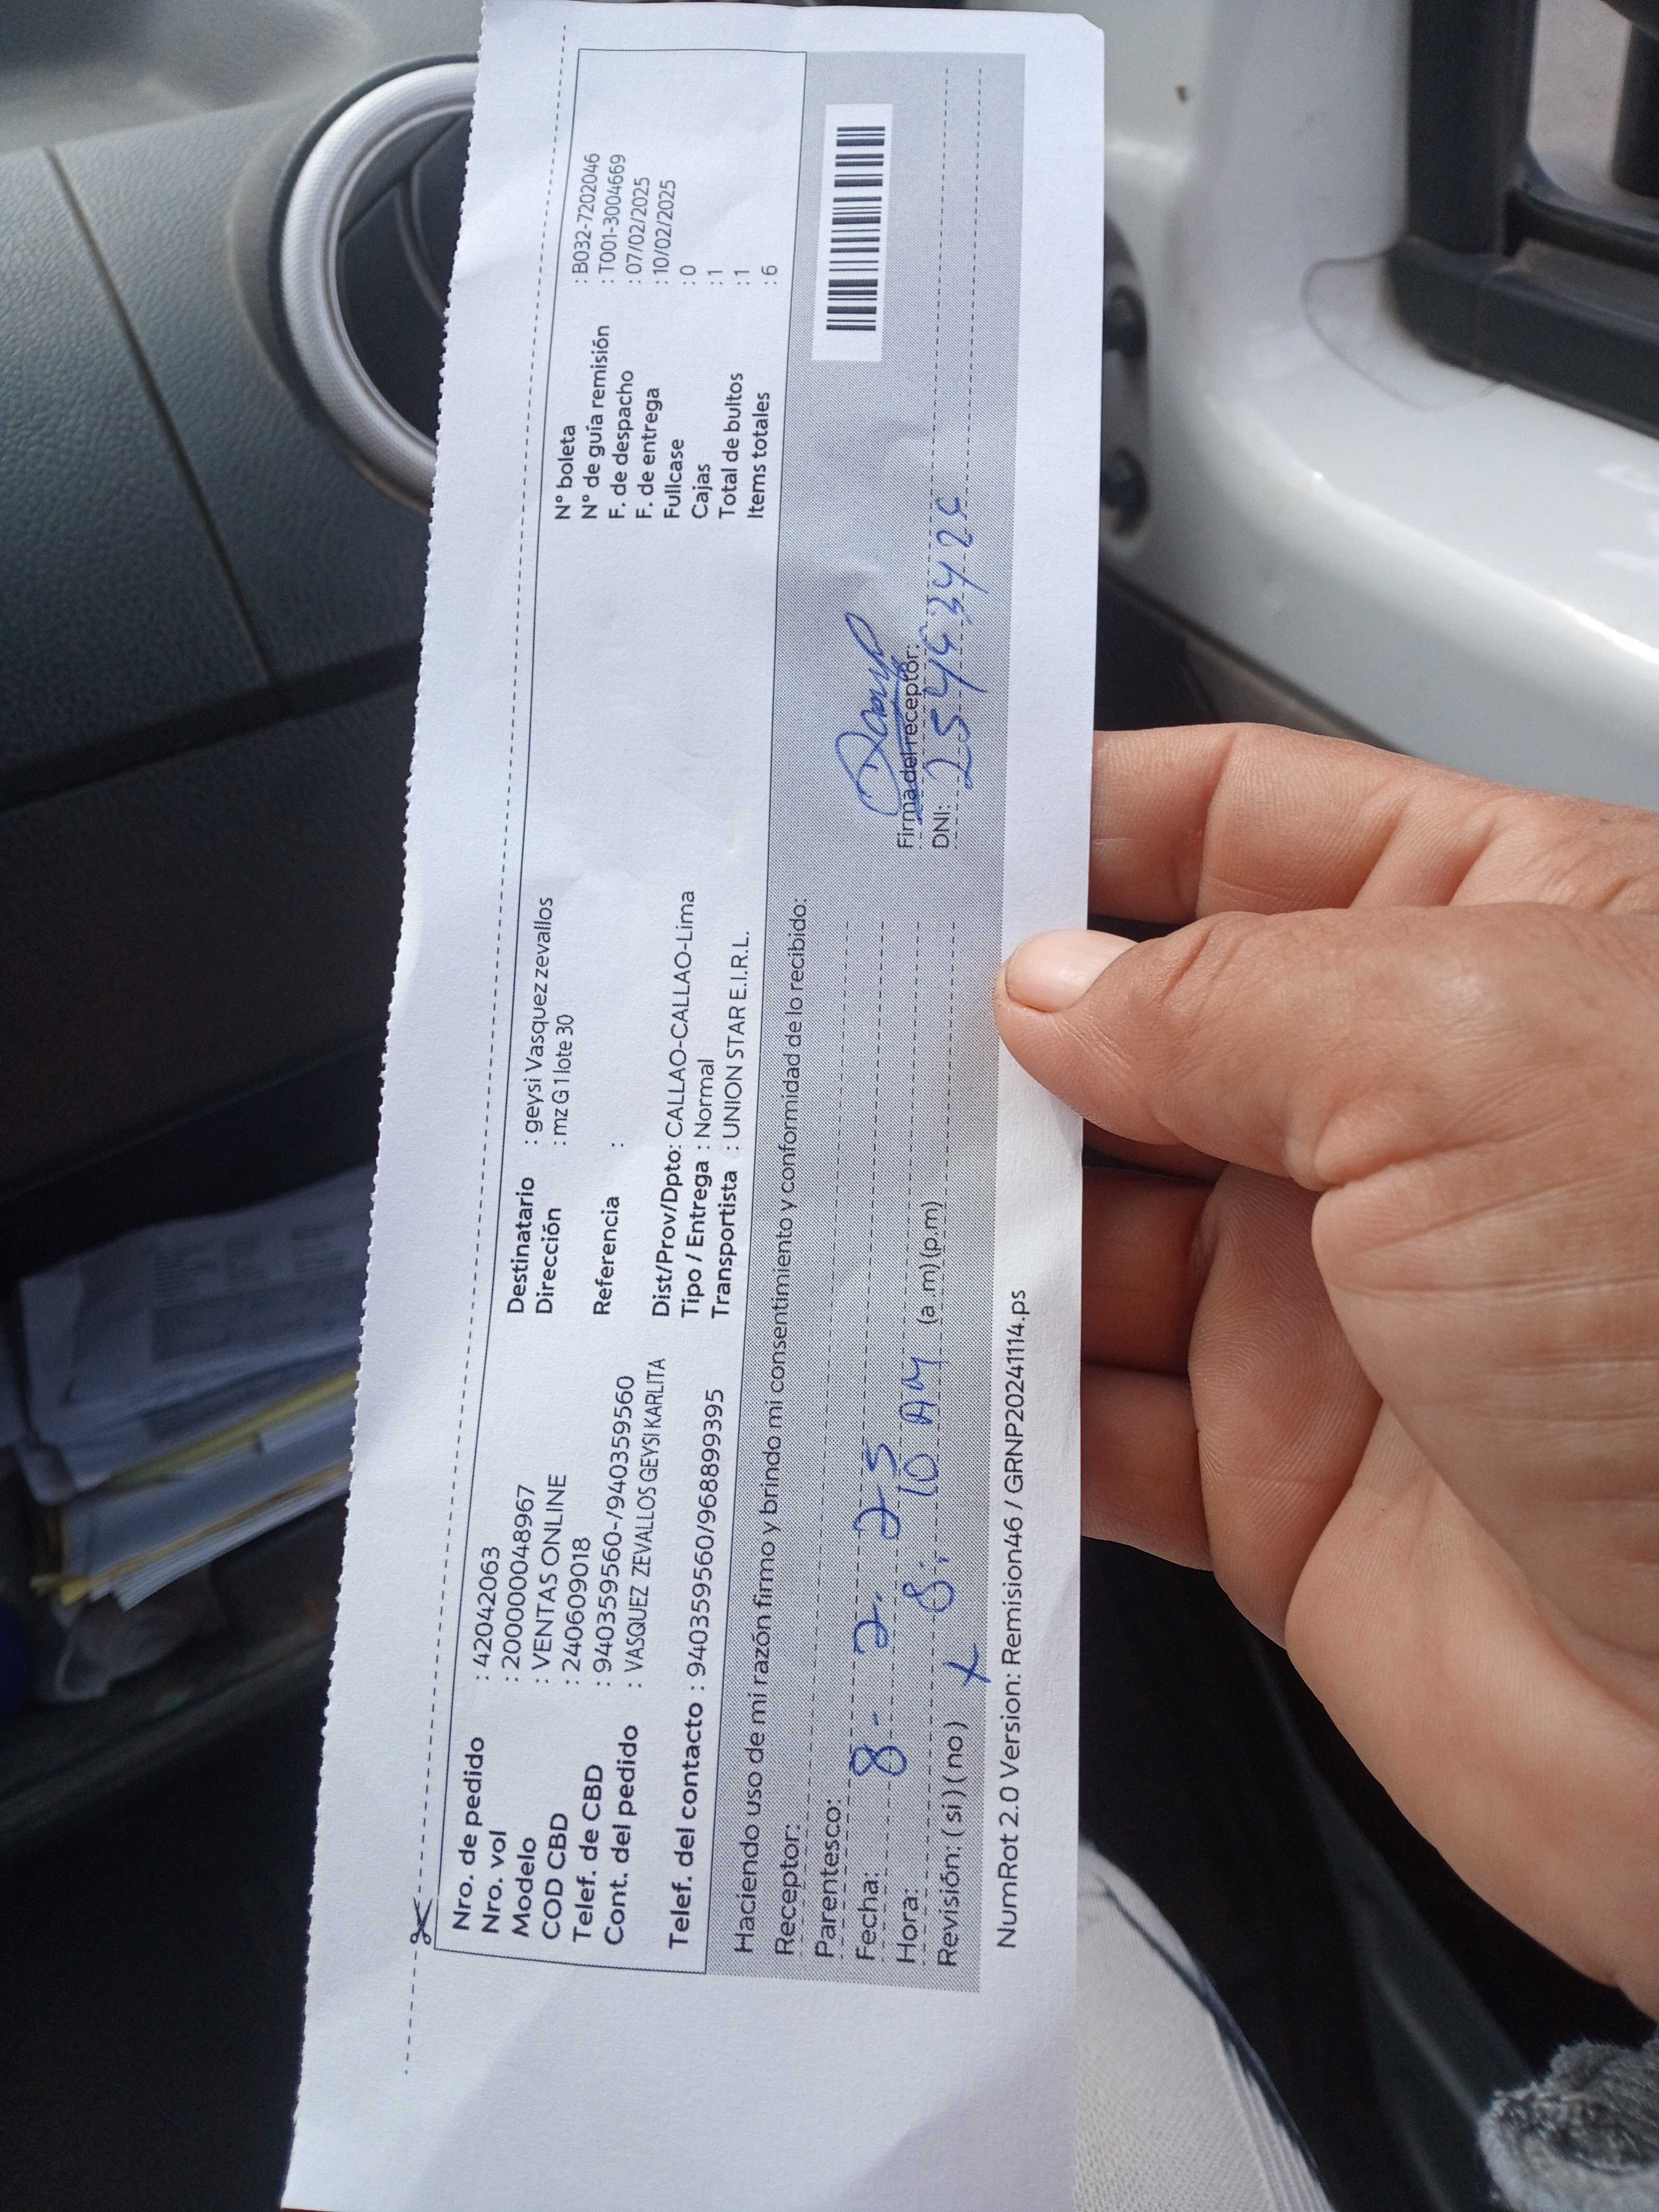 Nro. de pedido : 42042063
Nro. vol : 200000048967
Modelo : VENTAS ONLINE
COD CBD : 240609018
Telef. de CBD : 940359560-/940359560
Cont. del pedido : VASQUEZ ZEVALLOS GEYSI KARLITA
Telef. del contacto : 940359560/968899395
Destinatario : geysi Vasquez zevallos
Dirección : mz G 1 lote 30
Referencia :
Dist/Prov/Dpto: CALLAO-CALLAO-Lima
Tipo / Entrega : Normal
Transportista : UNION STAR E.I.R.L.
N° boleta : B032-7202046
N° de guía remisión : T001-3004669
F. de despacho : 07/02/2025
F. de entrega : 10/02/2025
Fullcase : 0
Cajas : 1
Total de bultos : 1
Items totales : 6
Haciendo uso de mi razón firmo y brindo mi consentimiento y conformidad de lo recibido:
Receptor:
Parentesco:
Fecha: 8- 2. 25
Hora: 8:10 AM (a .m) (p.m)
Revisión: ( si ) ( no ) x
Firma del receptor:
DNI:
NumRot 2.0 Version: Remision46 / GRNP20241114.ps